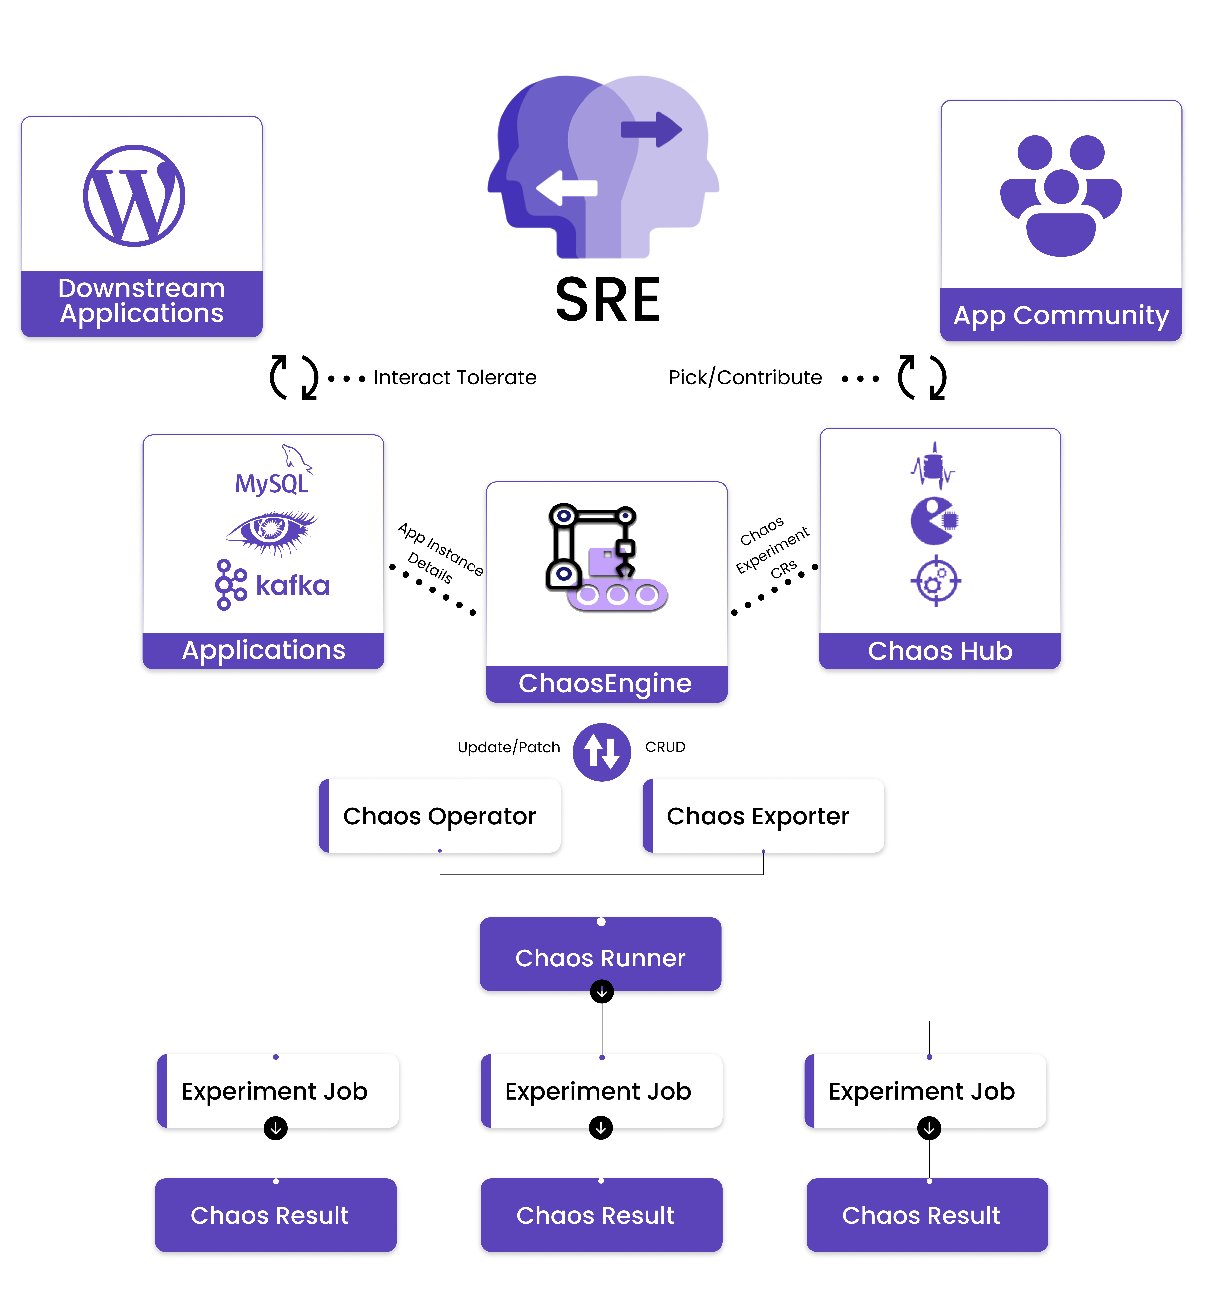 SRE
Downstream
Applications
App Community
Interact Tolerate
Pick/Contribute
MySQL
kafka
Applications
App Instance
Details
ChaosEngine
Chaos
Experiment
CRs
Chaos Hub
Update/Patch
CRUD
Chaos Operator
Chaos Exporter
Chaos Runner
Experiment Job
Experiment Job
Experiment Job
Chaos Result
Chaos Result
Chaos Result